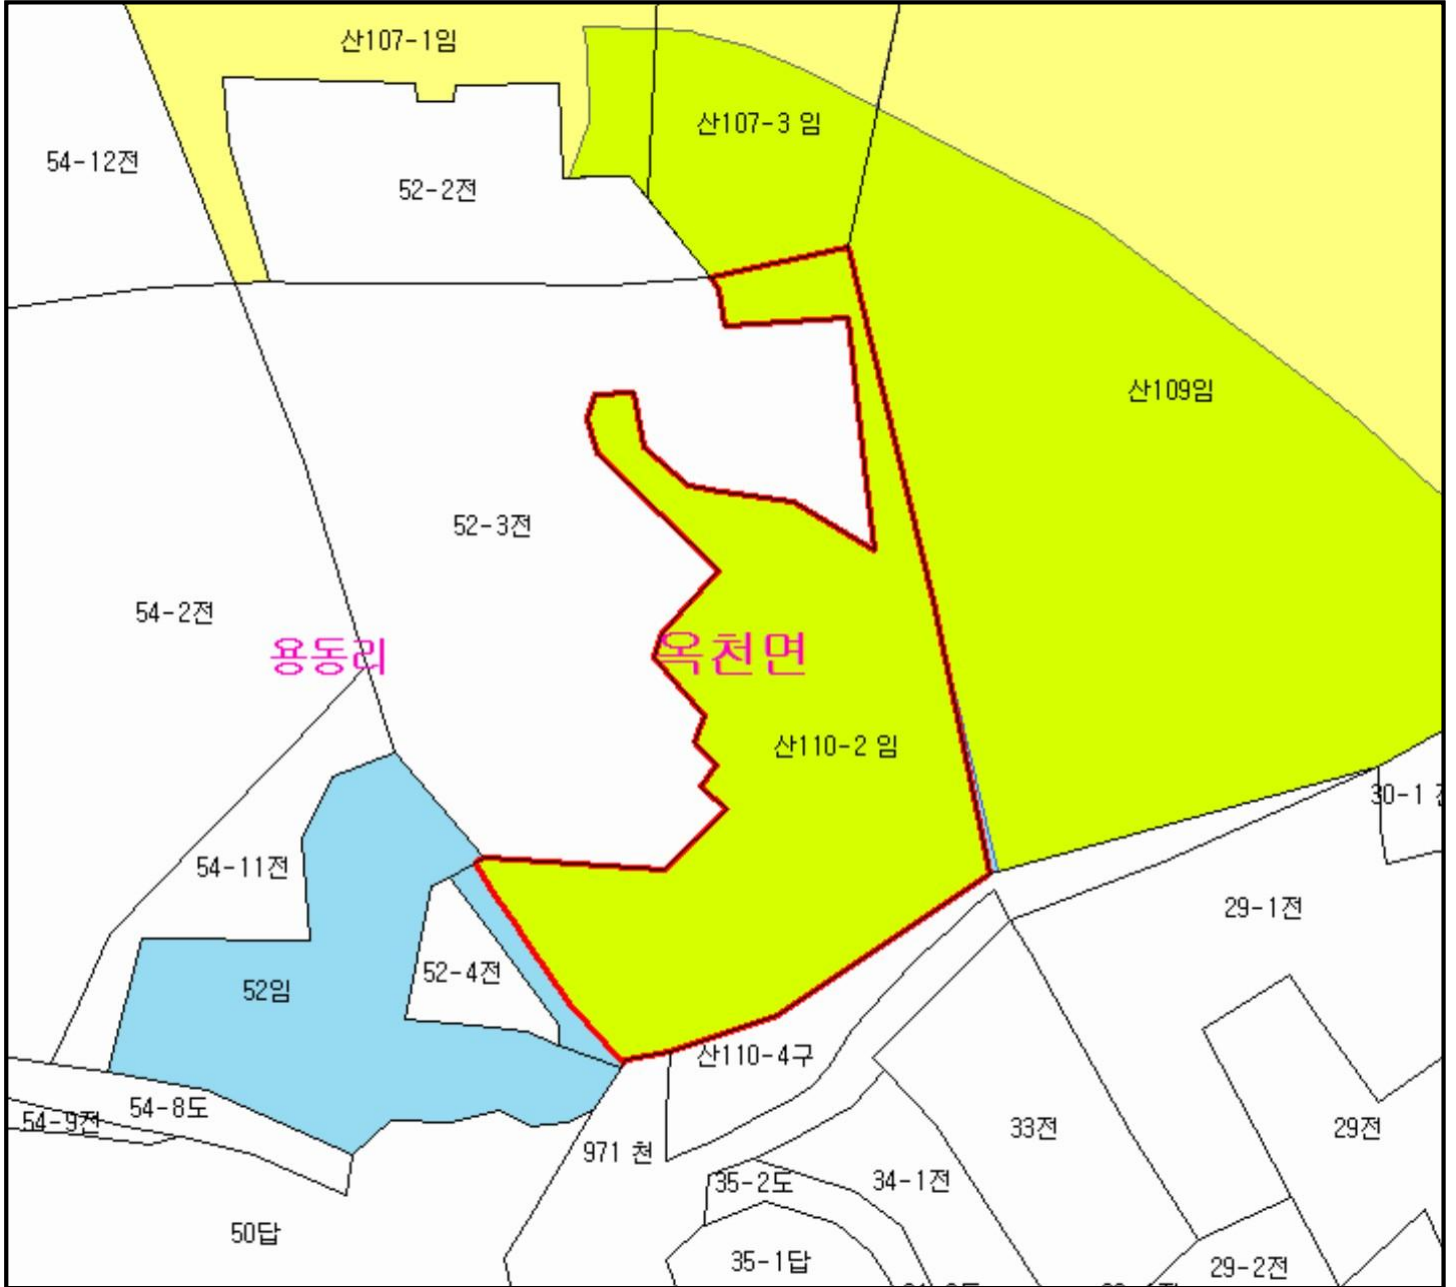 산107-1임
산107-3 임
54-12전
52-2전
산109임
52-3전
54-2전
용동리
옥천면
산110-2 임
30-1
54-11전
29-1전
52-4전
52임
산110-4구
54-8도
54-9전
33전
29전
971 천
35-2도
34-1전
50답
35-1답
29-2전